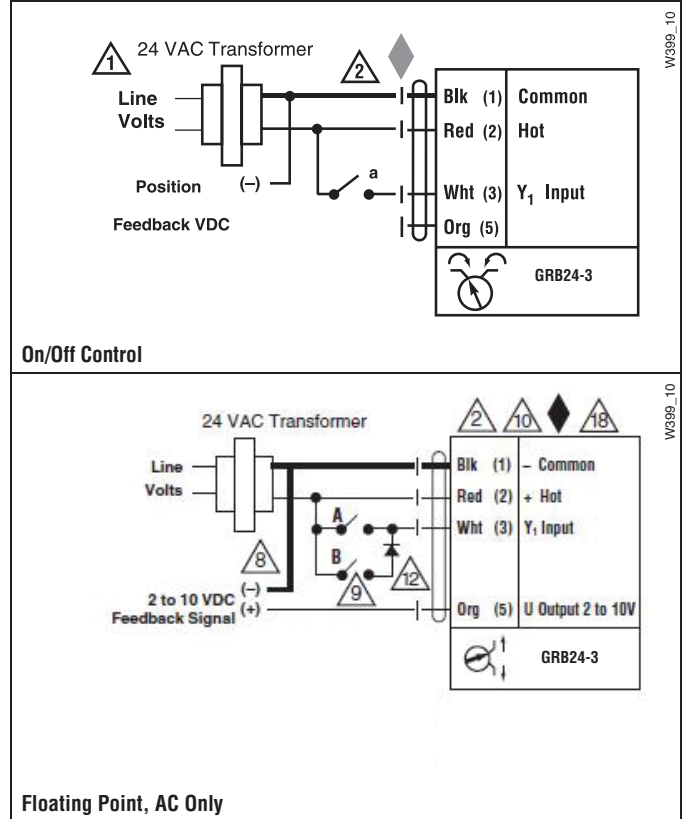 W399_10
1 24 VAC Transformer 2
Line
Volts
Blk (1) Common
Red (2) Hot
a
Position (–)
Wht (3) Y1 Input
Feedback VDC
Org (5)
GRB24-3
On/Off Control
W399_10
24 VAC Transformer 2 10 18
Line
Volts
Blk (1) – Common
Red (2) + Hot
A
Wht (3) Y1 Input
B
8
9
12
2 to 10 VDC (–)
Feedback Signal (+)
Org (5) U Output 2 to 10V
GRB24-3
Floating Point, AC Only